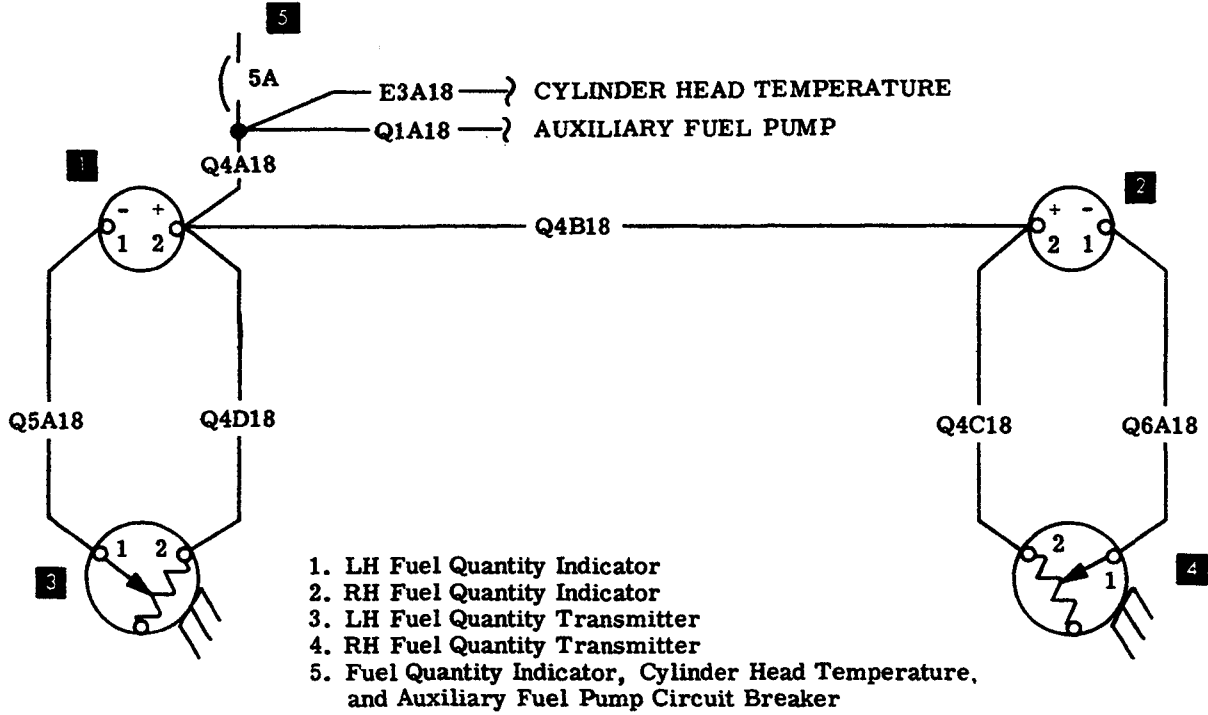 5
5A
E3A18 CYLINDER HEAD TEMPERATURE
Q1A18 AUXILIARY FUEL PUMP
Q4A18
1
2
- +
1 2
Q4B18
+ -
2 1
Q5A18
Q4D18
Q4C18
Q6A18
3
1 2
2
1
4
1. LH Fuel Quantity Indicator
2. RH Fuel Quantity Indicator
3. LH Fuel Quantity Transmitter
4. RH Fuel Quantity Transmitter
5. Fuel Quantity Indicator, Cylinder Head Temperature,
and Auxiliary Fuel Pump Circuit Breaker